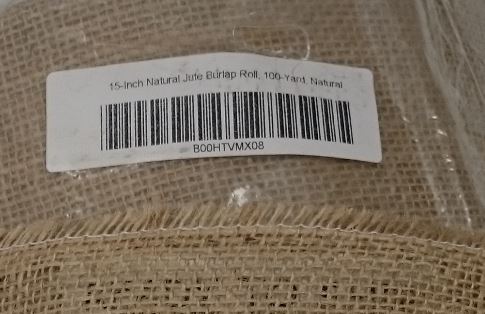 15-Inch Natural Jute Burlap Roll, 100-Yard, Natural
B00HTVMX08